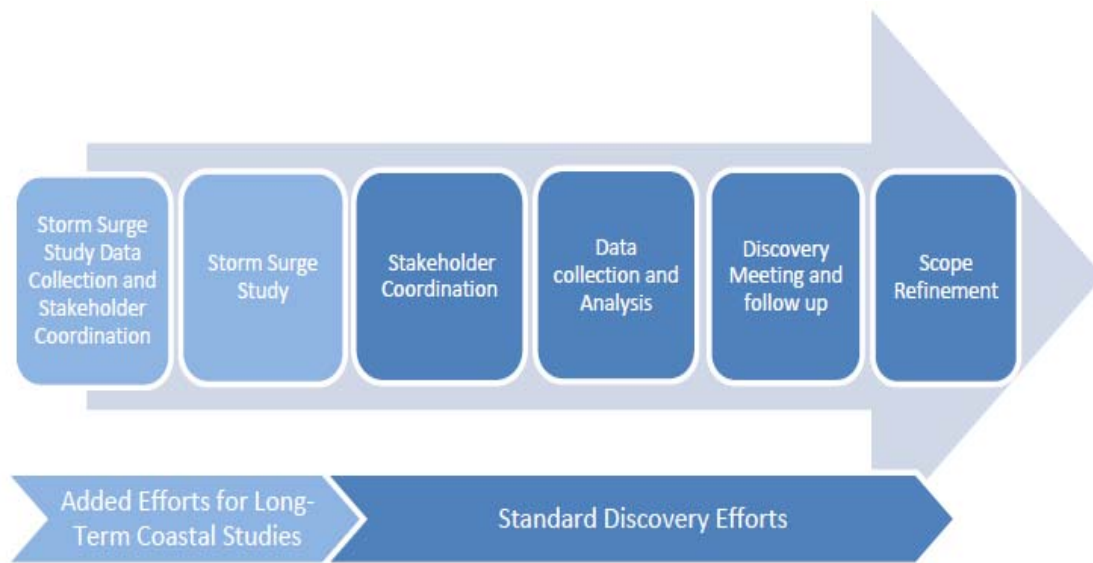 Storm Surge
Study Data
Collection and
Stakeholder
Coordination
Storm Surge
Study
Stakeholder
Coordination
Data
collection and
Analysis
Discovery
Meeting and
follow up
Scope
Refinement
Added Efforts for Long-
Term Coastal Studies
Standard Discovery Efforts